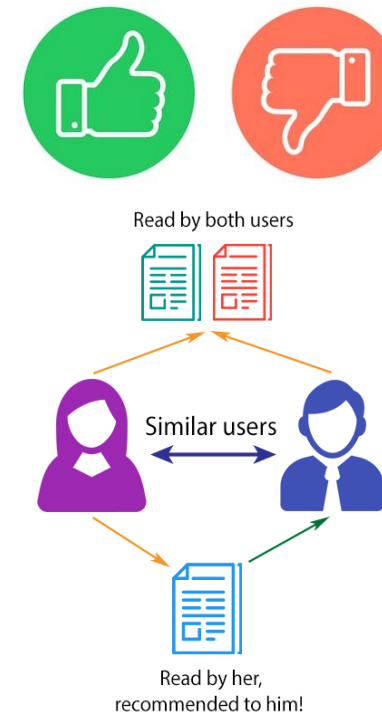 Read by both users
Similar users
Read by her,
recommended to him!